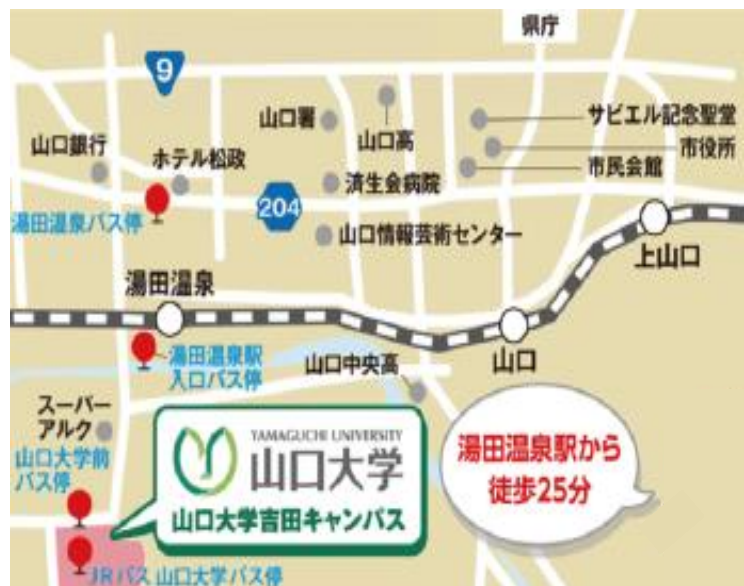 県庁
9
山口署
山口高
サビエル記念聖堂
市役所
市民会館
山口銀行
ホテル松政
済生会病院
204
湯田温泉バス停
山口情報芸術センター
上山口
湯田温泉
山口
湯田温泉駅
入口バス停
山口中央高
スーパー
アルク
山口大学前
バス停
YAMAGUCHI UNIVERSITY
山口大学
山口大学吉田キャンパス
湯田温泉駅から
徒歩25分
JRバス 山口大学バス停